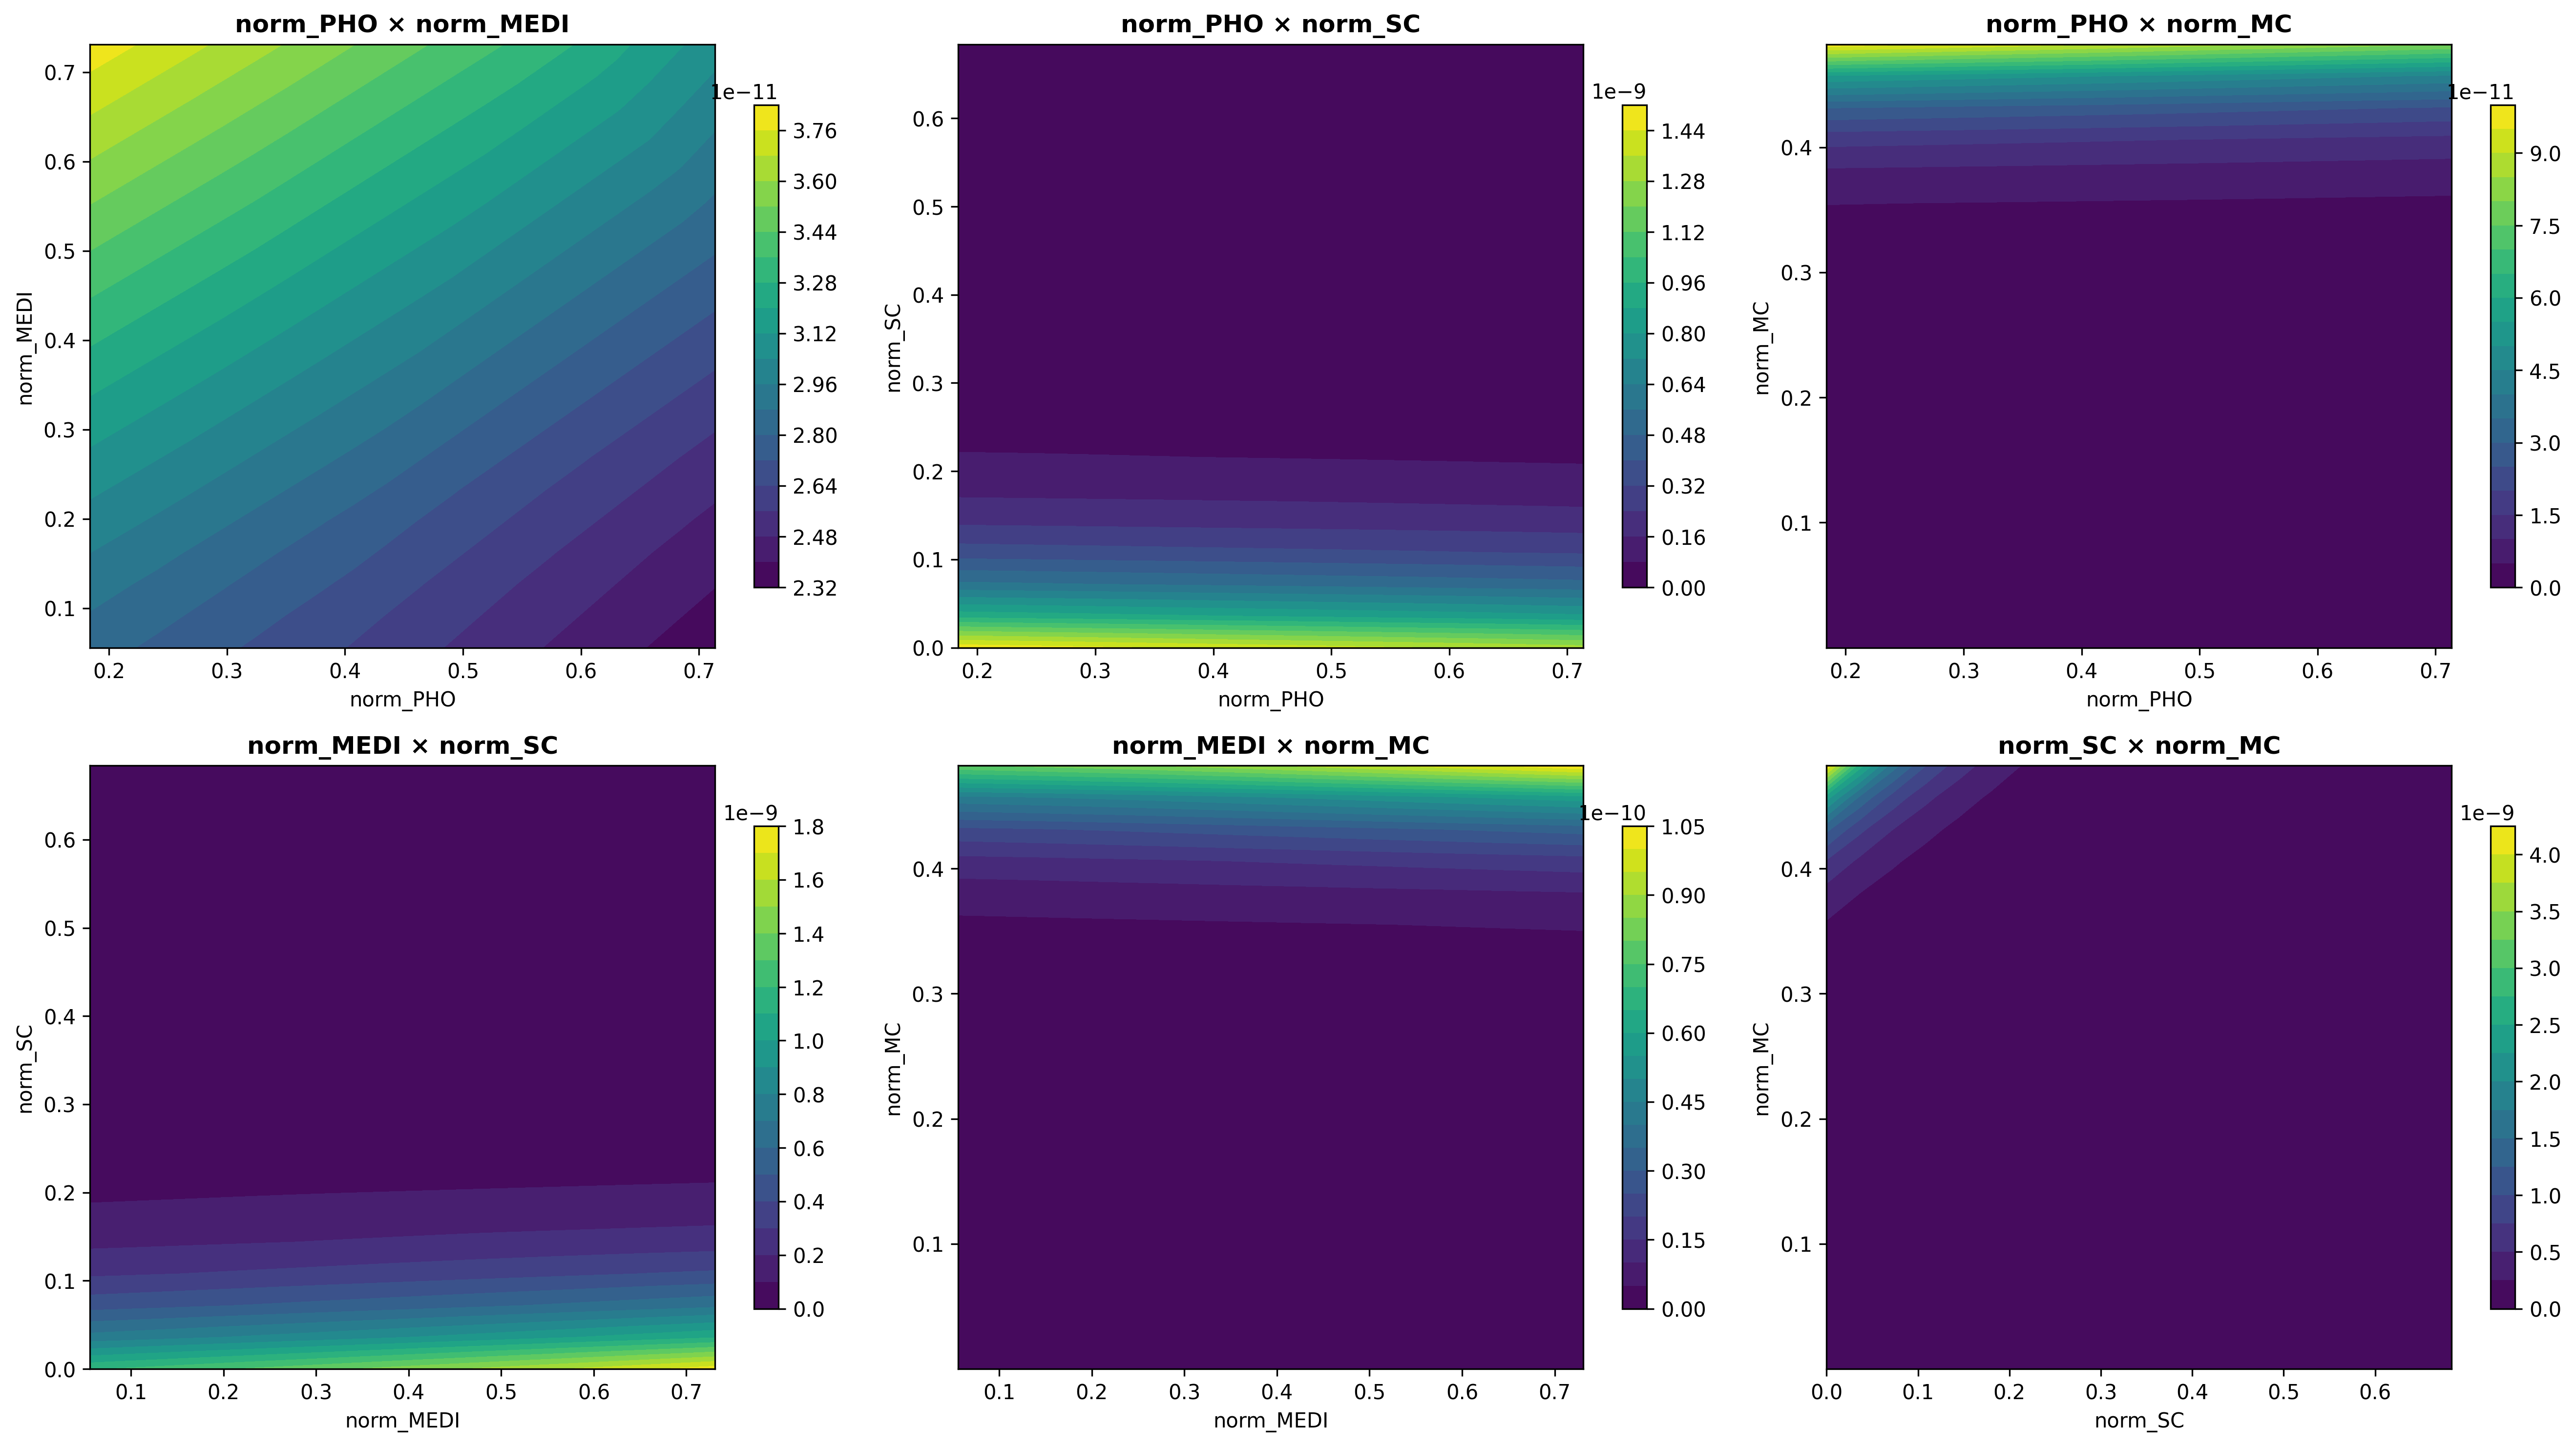 norm_PHO × norm_MEDI
norm_MEDI
0.7
0.6
0.5
0.4
0.3
0.2
0.1
0.2 0.3 0.4 0.5 0.6 0.7
norm_PHO
1e−11
3.76
3.60
3.44
3.28
3.12
2.96
2.80
2.64
2.48
2.32
norm_PHO × norm_SC
norm_SC
0.6
0.5
0.4
0.3
0.2
0.1
0.0
0.2 0.3 0.4 0.5 0.6 0.7
norm_PHO
1e−9
1.44
1.28
1.12
0.96
0.80
0.64
0.48
0.32
0.16
0.00
norm_PHO × norm_MC
norm_MC
0.4
0.3
0.2
0.1
0.2 0.3 0.4 0.5 0.6 0.7
norm_PHO
1e−11
9.0
7.5
6.0
4.5
3.0
1.5
0.0
norm_MEDI × norm_SC
norm_SC
0.6
0.5
0.4
0.3
0.2
0.1
0.0
0.1 0.2 0.3 0.4 0.5 0.6 0.7
norm_MEDI
1e−9
1.8
1.6
1.4
1.2
1.0
0.8
0.6
0.4
0.2
0.0
norm_MEDI × norm_MC
norm_MC
0.4
0.3
0.2
0.1
0.1 0.2 0.3 0.4 0.5 0.6 0.7
norm_MEDI
1e−10
1.05
0.90
0.75
0.60
0.45
0.30
0.15
0.00
norm_SC × norm_MC
norm_MC
0.4
0.3
0.2
0.1
0.0 0.1 0.2 0.3 0.4 0.5 0.6
norm_SC
1e−9
4.0
3.5
3.0
2.5
2.0
1.5
1.0
0.5
0.0